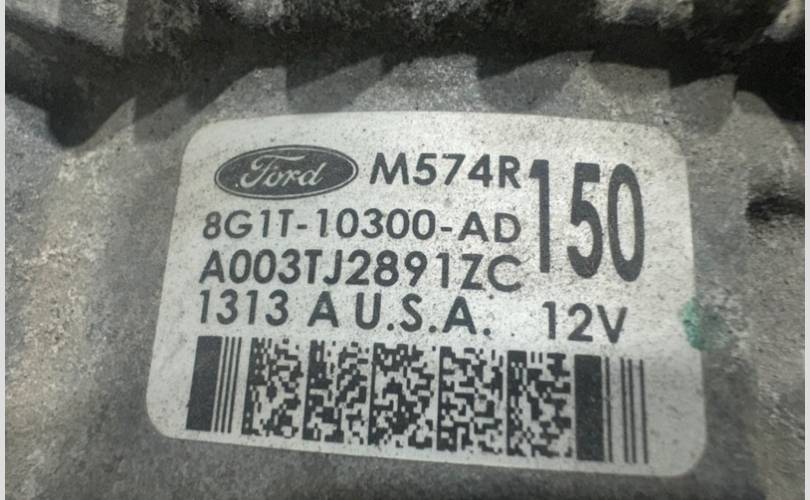 Ford M574R 150
8G1T-10300-AD
A003TJ2891ZC
1313 A U.S.A. 12V